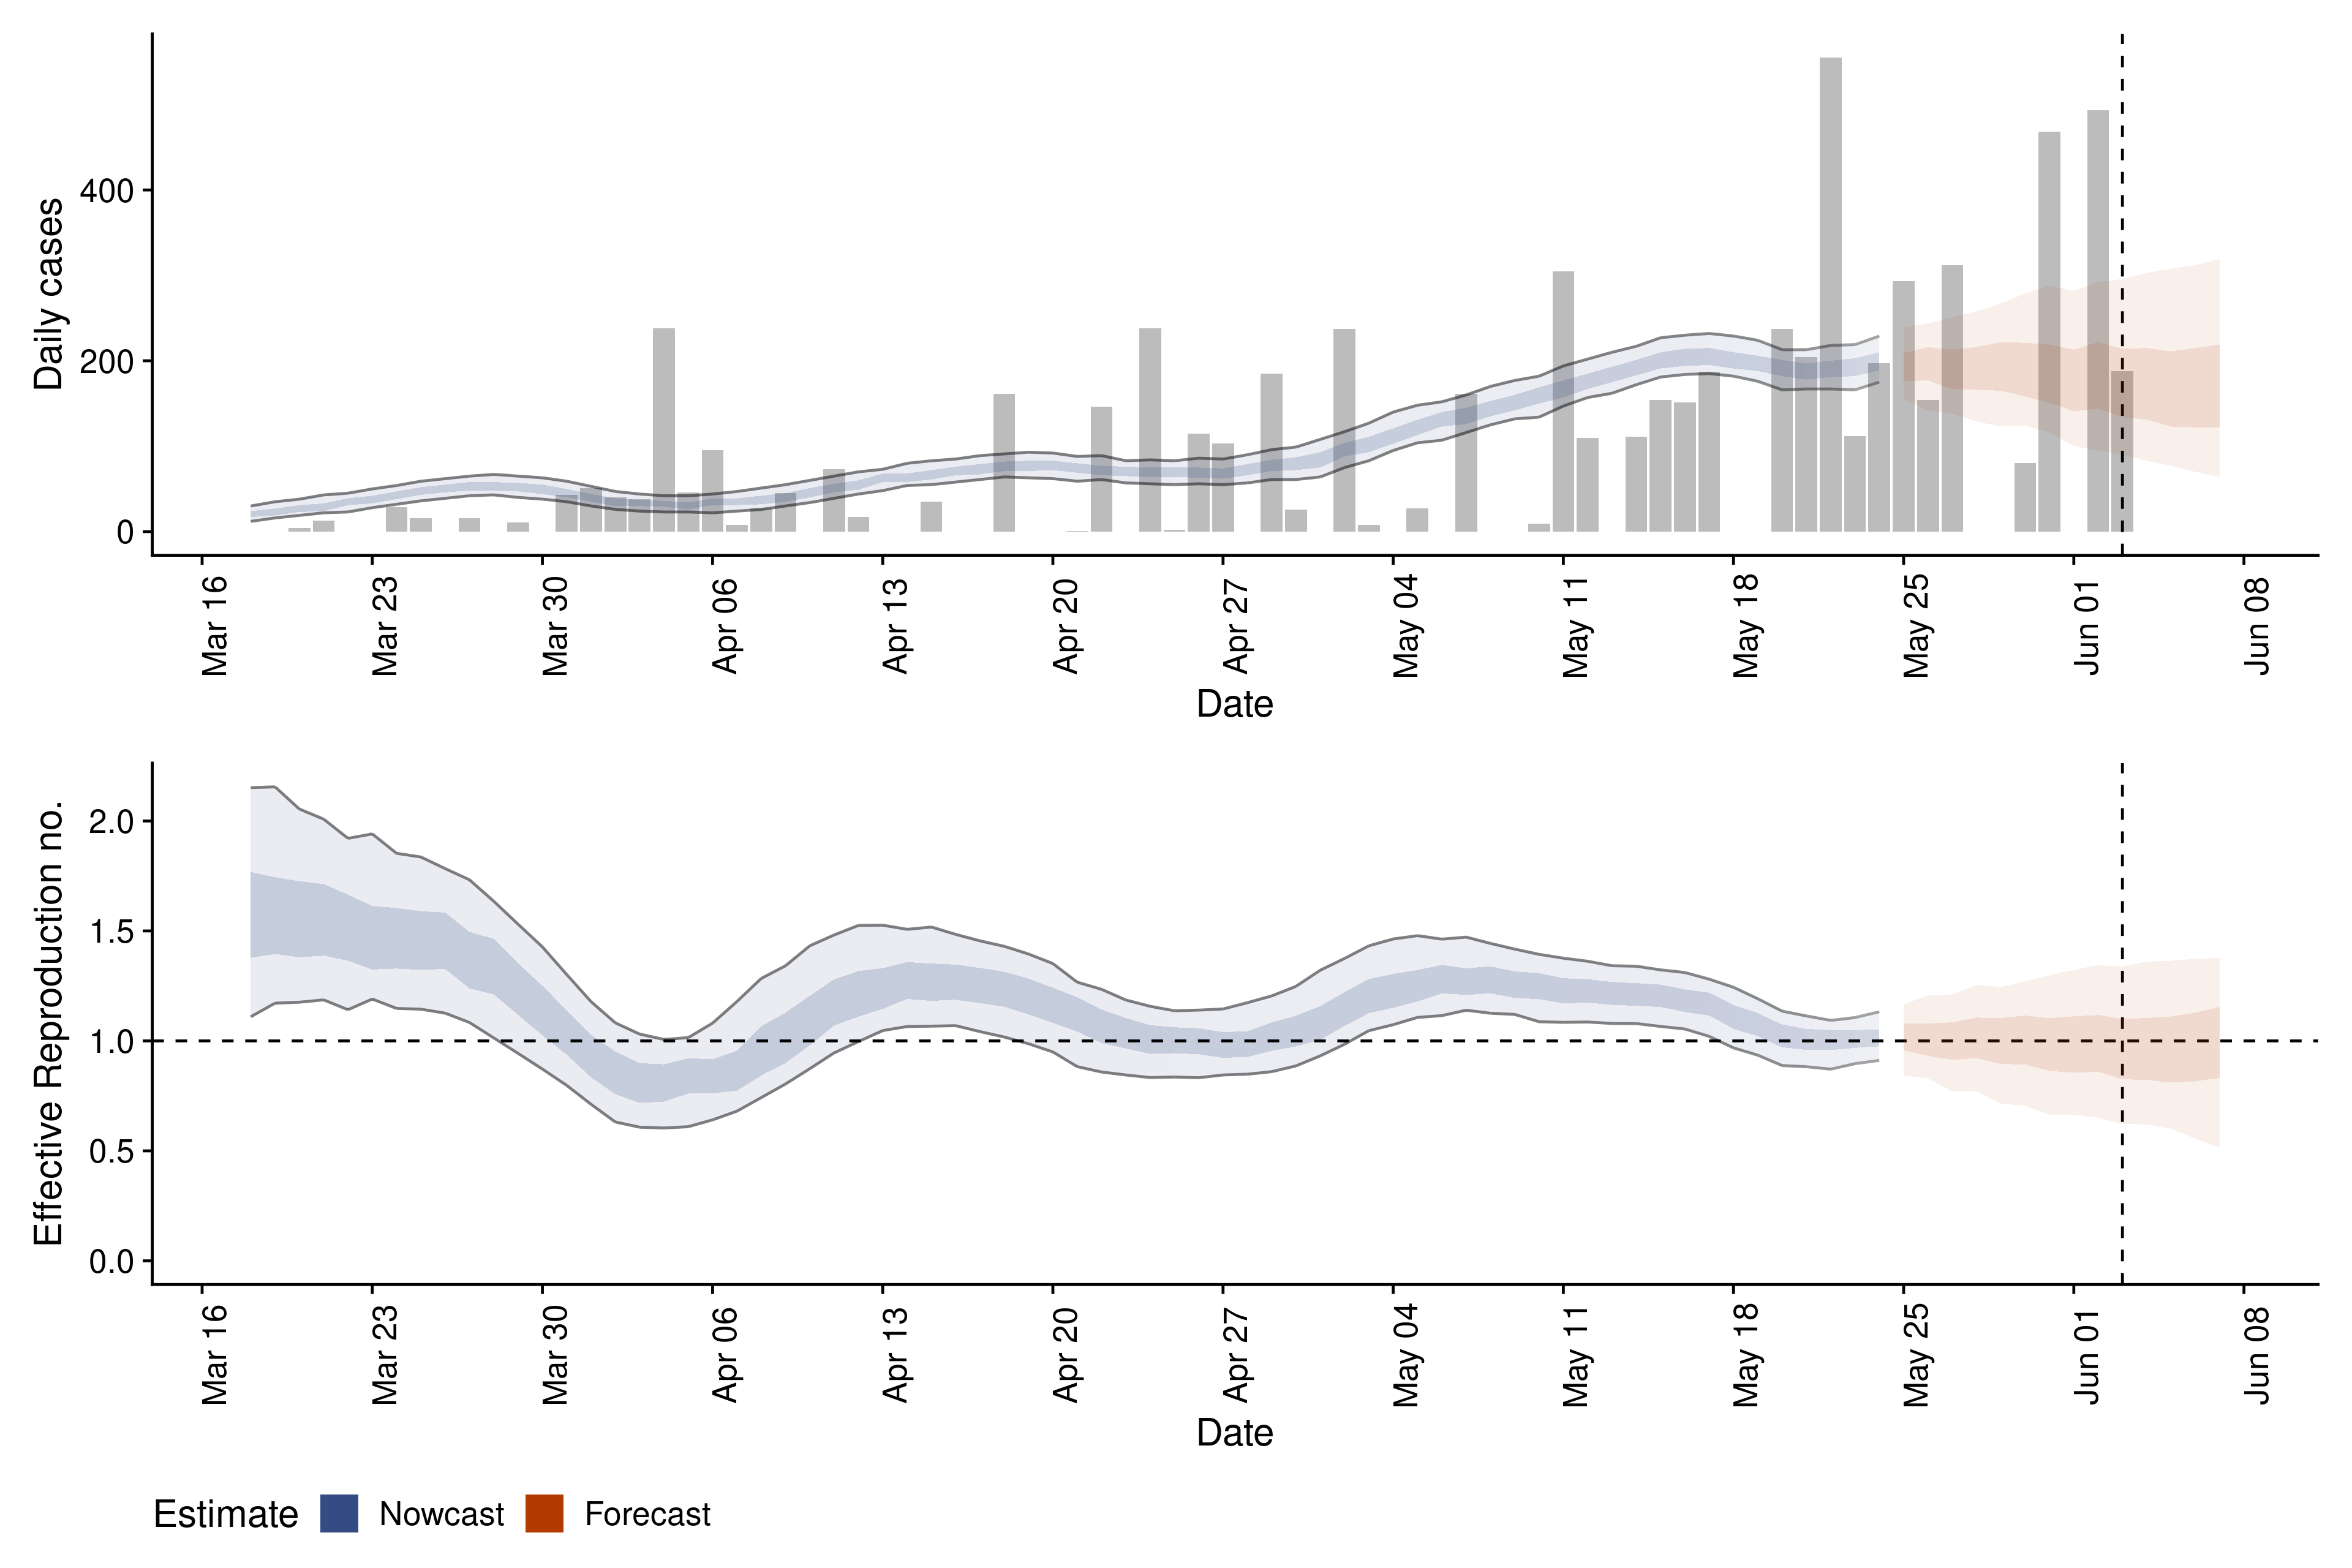 Daily cases
400
200
0
Mar 16
Mar 23
Mar 30
Apr 06
Apr 13
Apr 20
Apr 27
May 04
May 11
May 18
May 25
Jun 01
Jun 08
Date
Effective Reproduction no.
2.0
1.5
1.0
0.5
0.0
Mar 16
Mar 23
Mar 30
Apr 06
Apr 13
Apr 20
Apr 27
May 04
May 11
May 18
May 25
Jun 01
Jun 08
Date
Estimate Nowcast Forecast